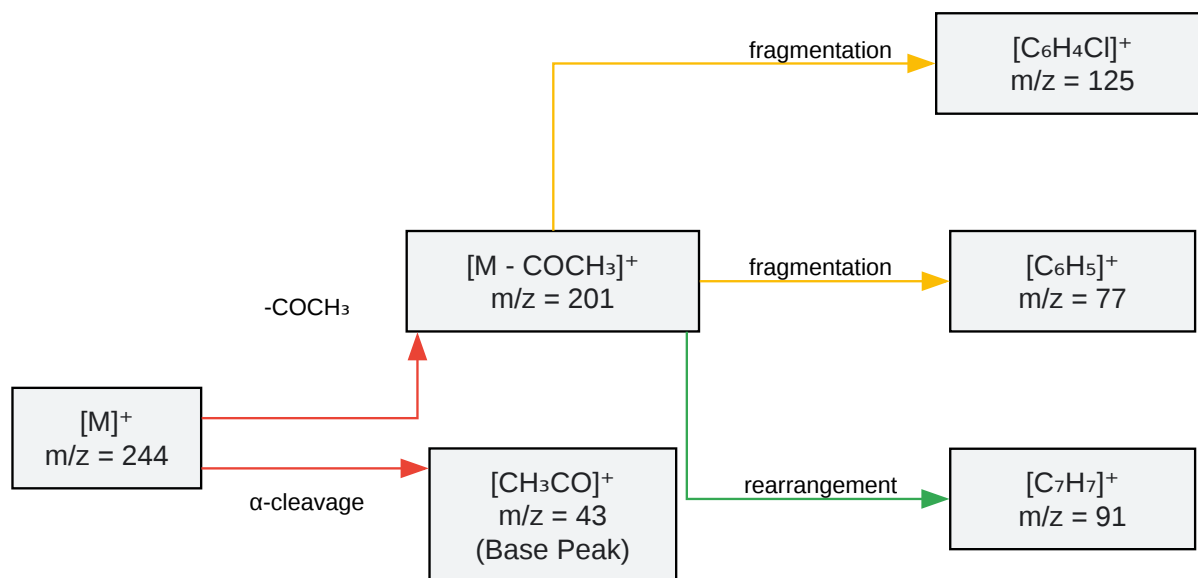 fragmentation
[C₆H₄Cl]⁺
m/z = 125
[M - COCH₃]⁺
m/z = 201
fragmentation
[C₆H₅]⁺
m/z = 77
-COCH₃
[M]⁺
m/z = 244
α-cleavage
[CH₃CO]⁺
m/z = 43
(Base Peak)
rearrangement
[C₇H₇]⁺
m/z = 91